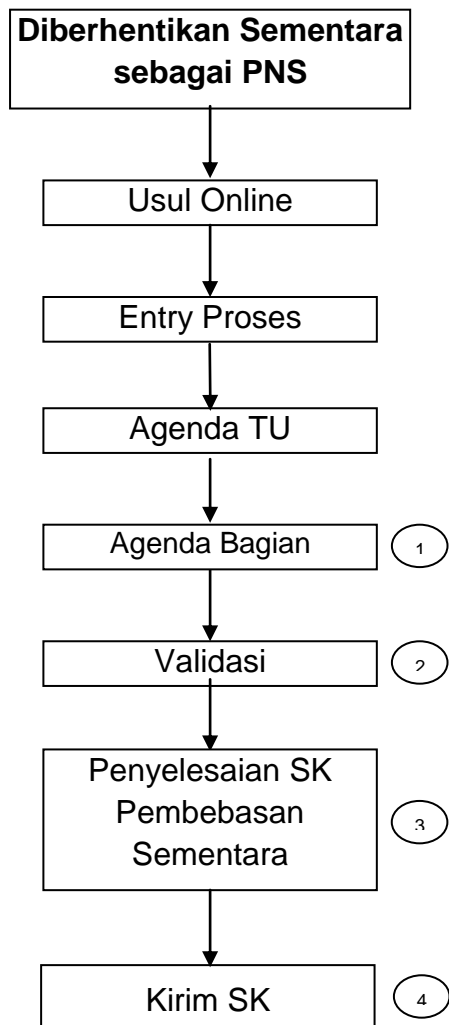 Diberhentikan Sementara
sebagai PNS
Usul Online
Entry Proses
Agenda TU
Agenda Bagian
1
Validasi
2
Penyelesaian SK
Pembebasan
Sementara
3
Kirim SK
4